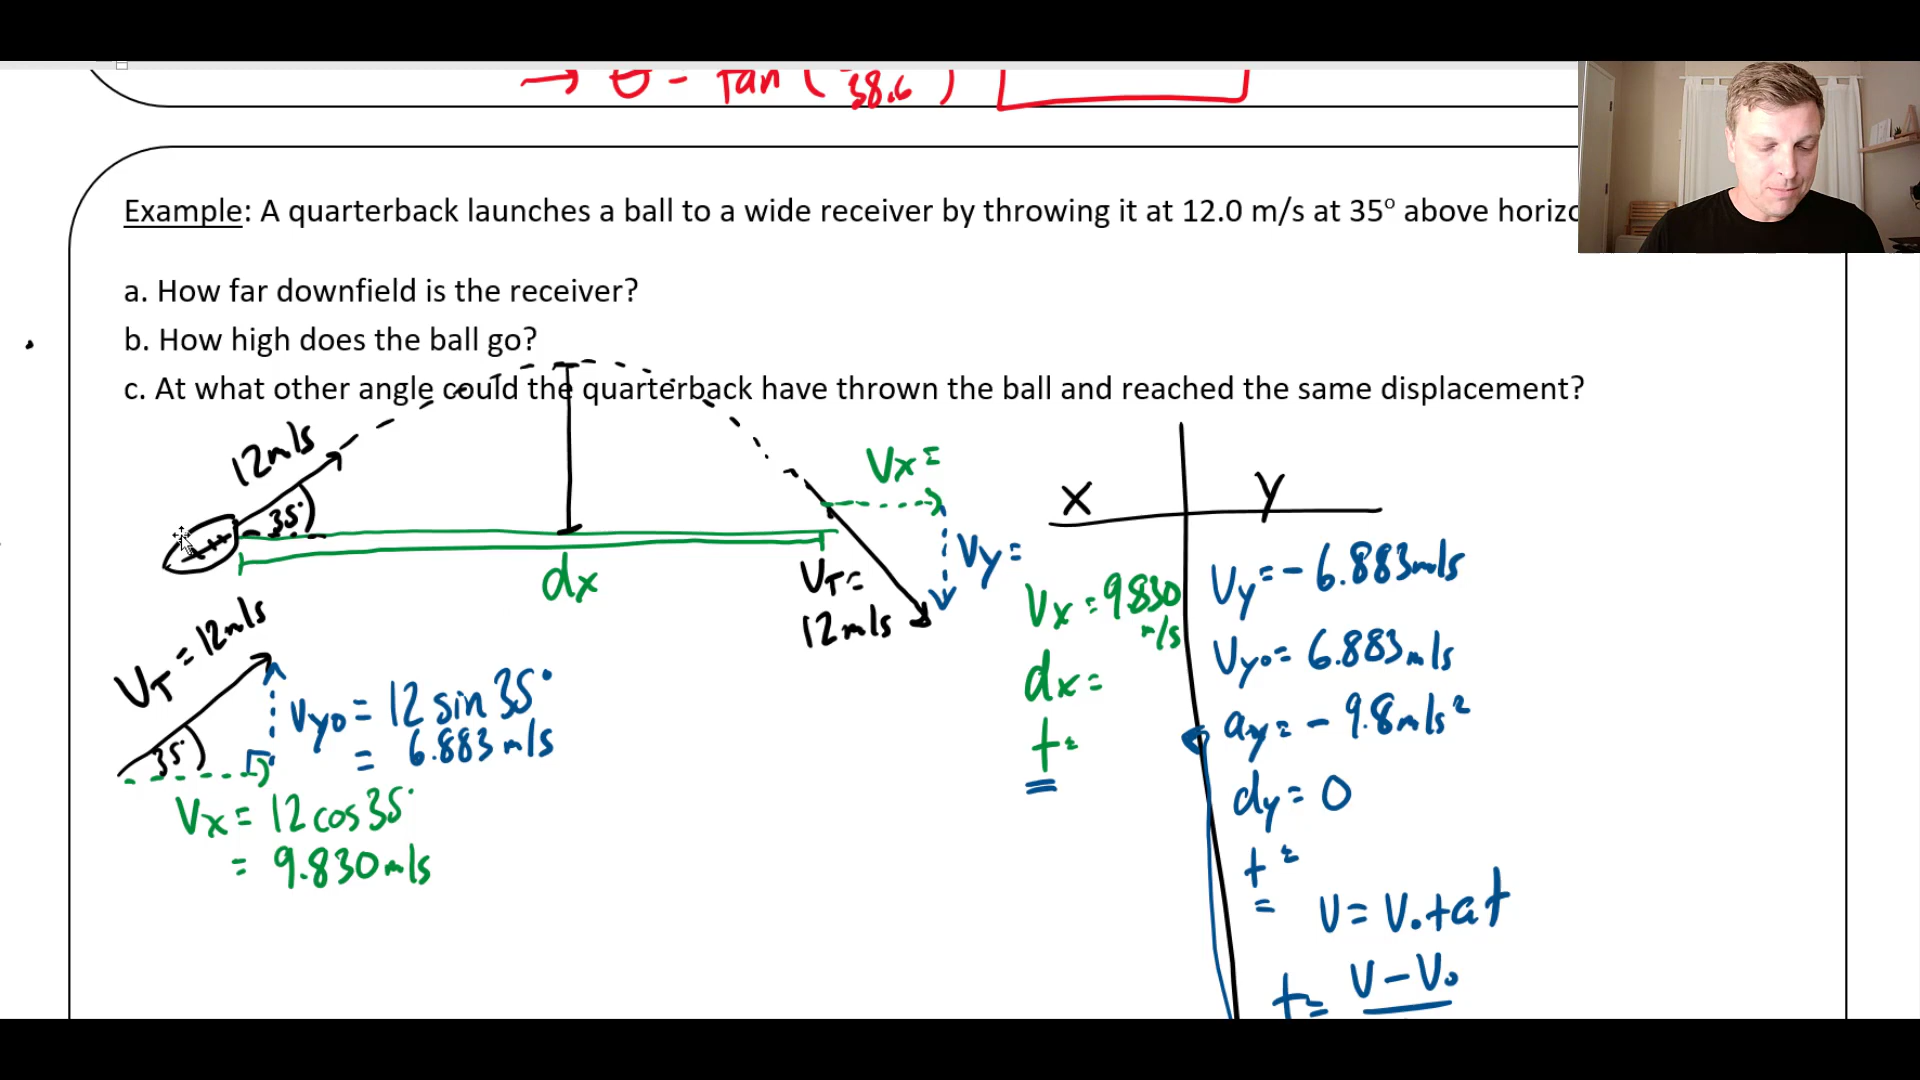 → θ = Tan ( 38.6 )
Example: A quarterback launches a ball to a wide receiver by throwing it at 12.0 m/s at 35° above horizo
a. How far downfield is the receiver?
b. How high does the ball go?
c. At what other angle could the quarterback have thrown the ball and reached the same displacement?
12m/s
35°
dx
Vx =
Vy =
VT =
12m/s
VT = 12m/s
35°
Vyo = 12 sin 35°
= 6.883 m/s
Vx = 12 cos 35°
= 9.830 m/s
x
Vx = 9.830
m/s
dx =
t =
y
Vy = - 6.883m/s
Vyo = 6.883m/s
ay = - 9.8m/s²
dy = 0
t =
V = V₀ + at
t = V - V₀